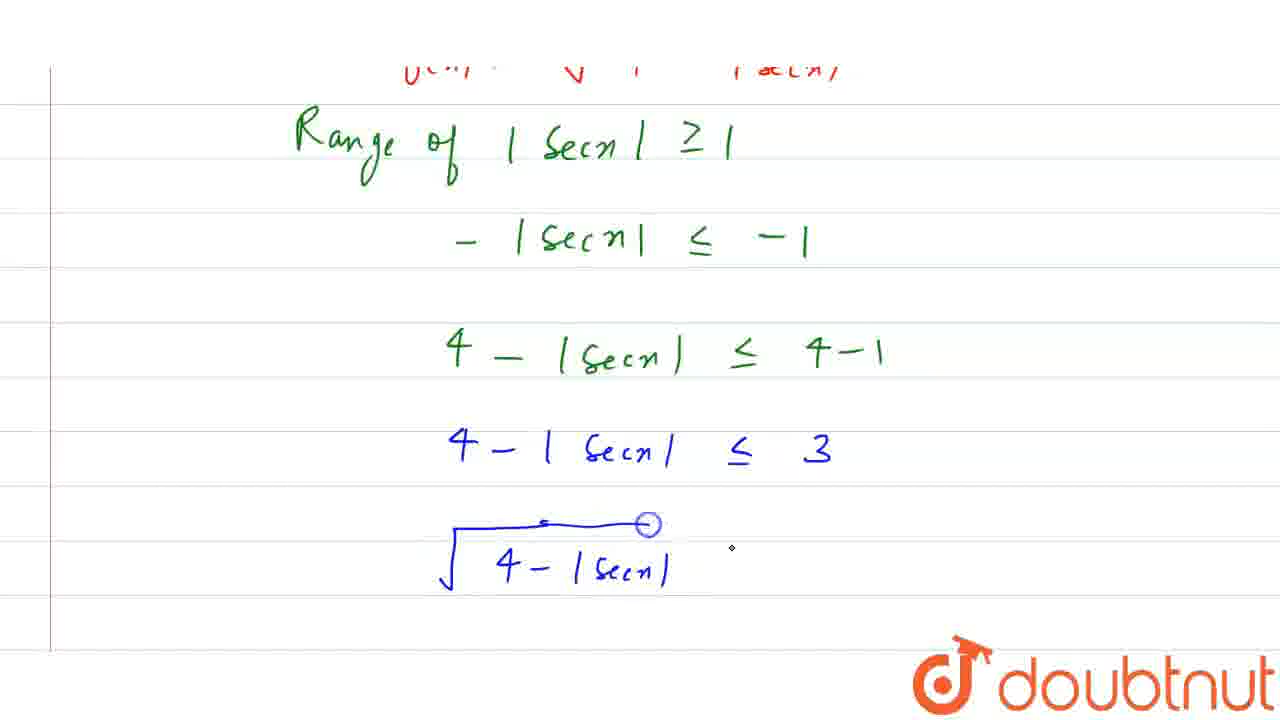 Range of |secx| ≥ 1
- |secx| ≤ -1
4 - |secx| ≤ 4-1
4 - |secx| ≤ 3
√4 - |secx|
doubtnut